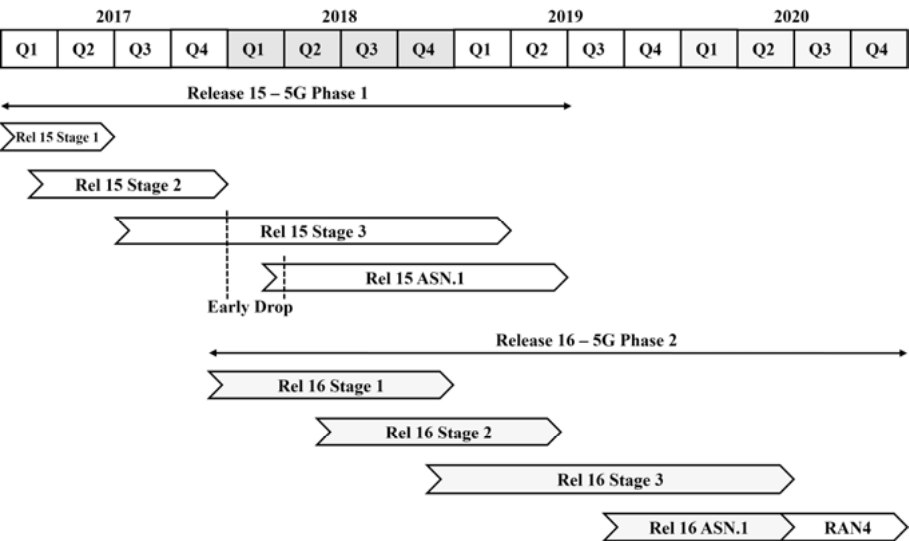 2017 2018 2019 2020
Q1 Q2 Q3 Q4 Q1 Q2 Q3 Q4 Q1 Q2 Q3 Q4 Q1 Q2 Q3 Q4
Release 15 – 5G Phase 1
Rel 15 Stage 1
Rel 15 Stage 2
Rel 15 Stage 3
Rel 15 ASN.1
Early Drop
Release 16 – 5G Phase 2
Rel 16 Stage 1
Rel 16 Stage 2
Rel 16 Stage 3
Rel 16 ASN.1 RAN4